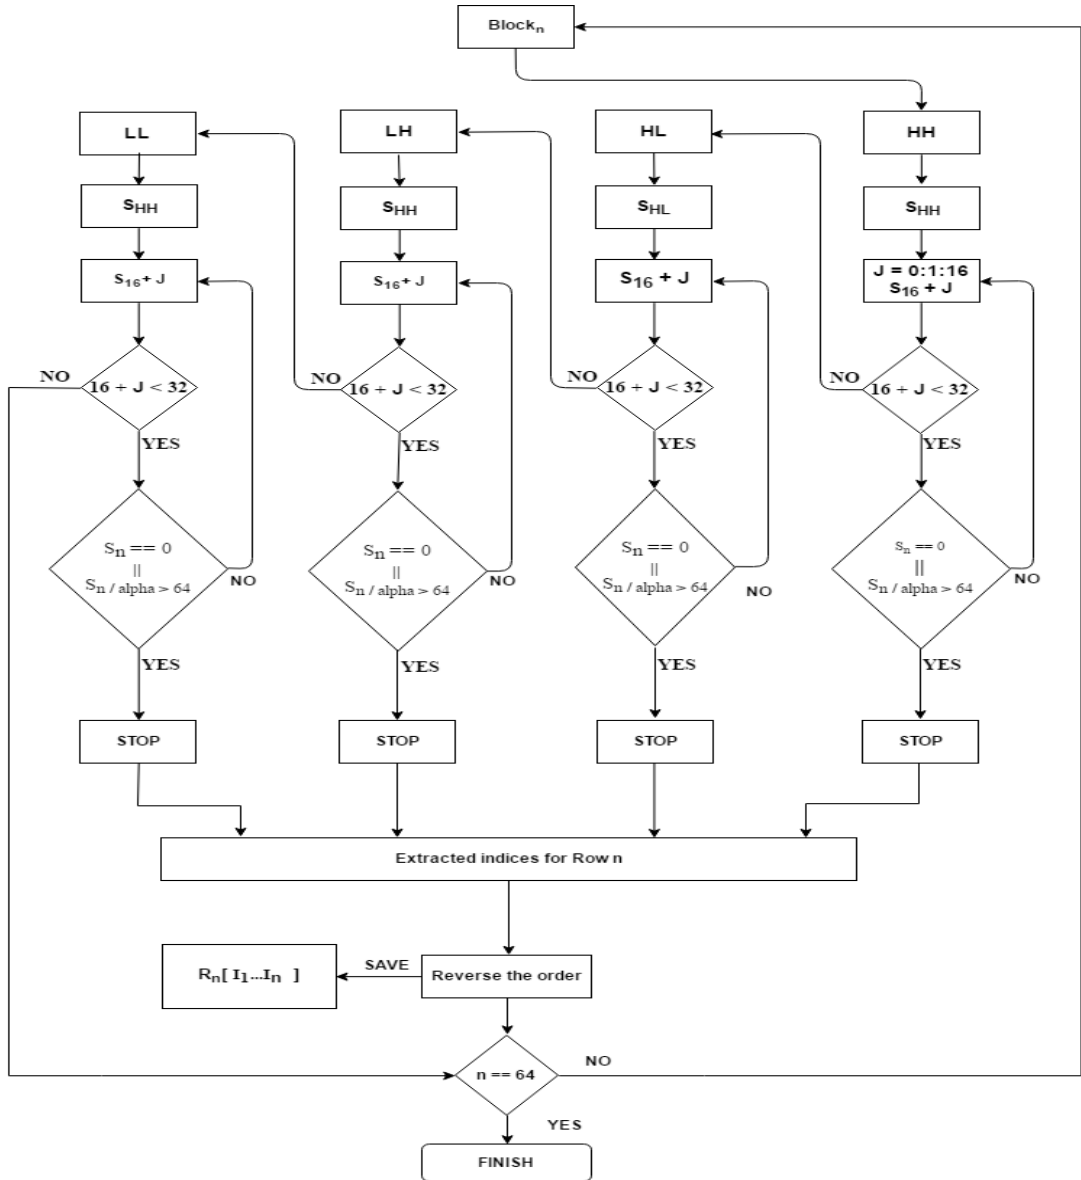 Block_n
LL
LH
HL
HH
S_HH
S_HH
S_HL
S_HH
S_16+ J
S_16+ J
S_16 + J
J = 0:1:16
S_16 + J
NO
16 + J < 32
NO
16 + J < 32
NO
16 + J < 32
NO
16 + J < 32
YES
YES
YES
YES
S_n == 0
||
S_n / alpha > 64
NO
S_n == 0
||
S_n / alpha > 64
NO
S_n == 0
||
S_n / alpha > 64
NO
S_n == 0
||
S_n / alpha > 64
NO
YES
YES
YES
YES
STOP
STOP
STOP
STOP
Extracted indices for Row n
R_n[ I_1...I_n ]
SAVE
Reverse the order
n == 64
NO
YES
FINISH